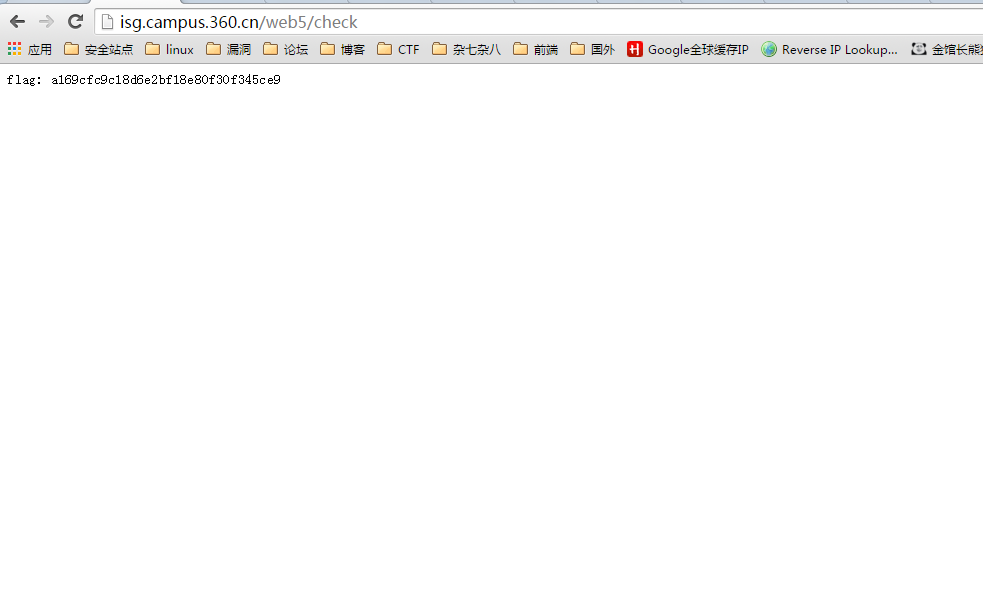 isg.campus.360.cn/web5/check
应用 安全站点 linux 漏洞 论坛 博客 CTF 杂七杂八 前端 国外 H Google全球缓存IP Reverse IP Lookup... 金馆长熊
flag: a169cfc9c18d6e2bf18e80f30f345ce9